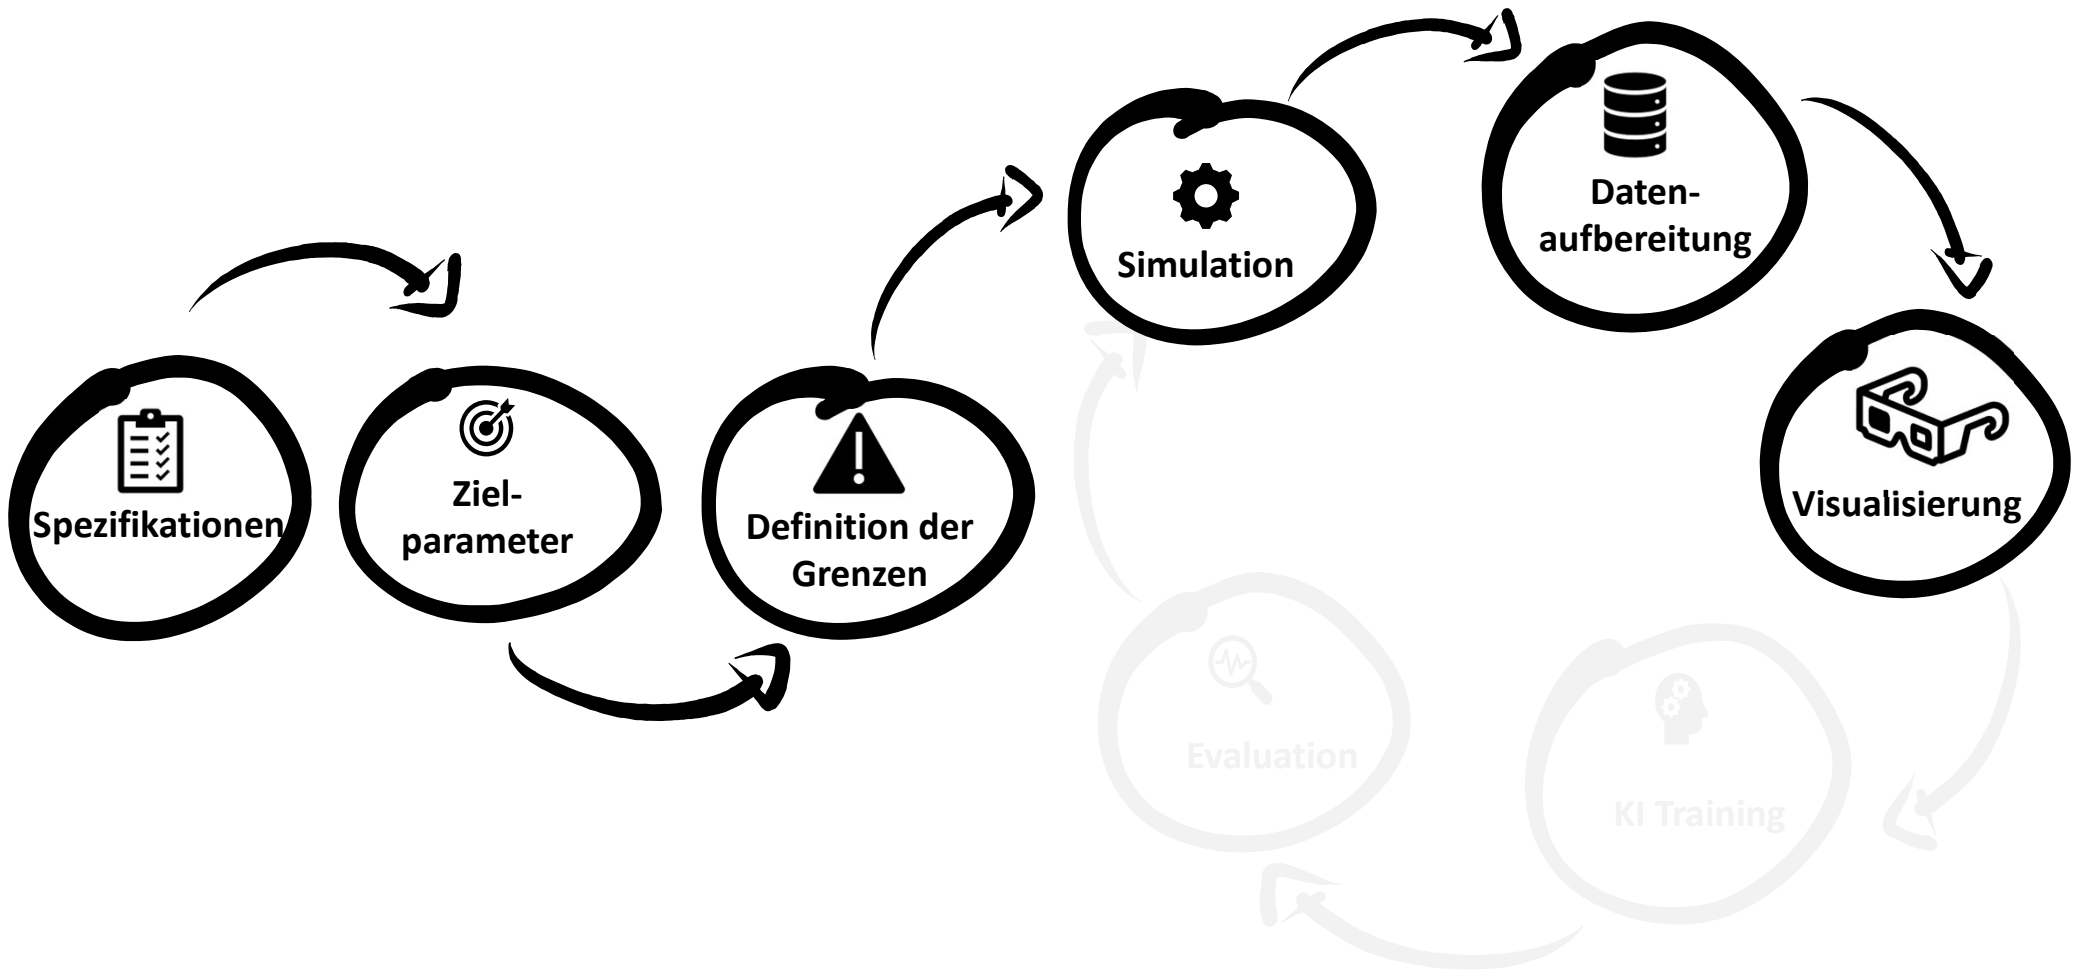 Spezifikationen
Ziel-
parameter
Definition der
Grenzen
Simulation
Daten-
aufbereitung
Visualisierung
KI Training
Evaluation